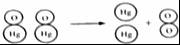 O O Hg O
Hg Hg + O
Hg